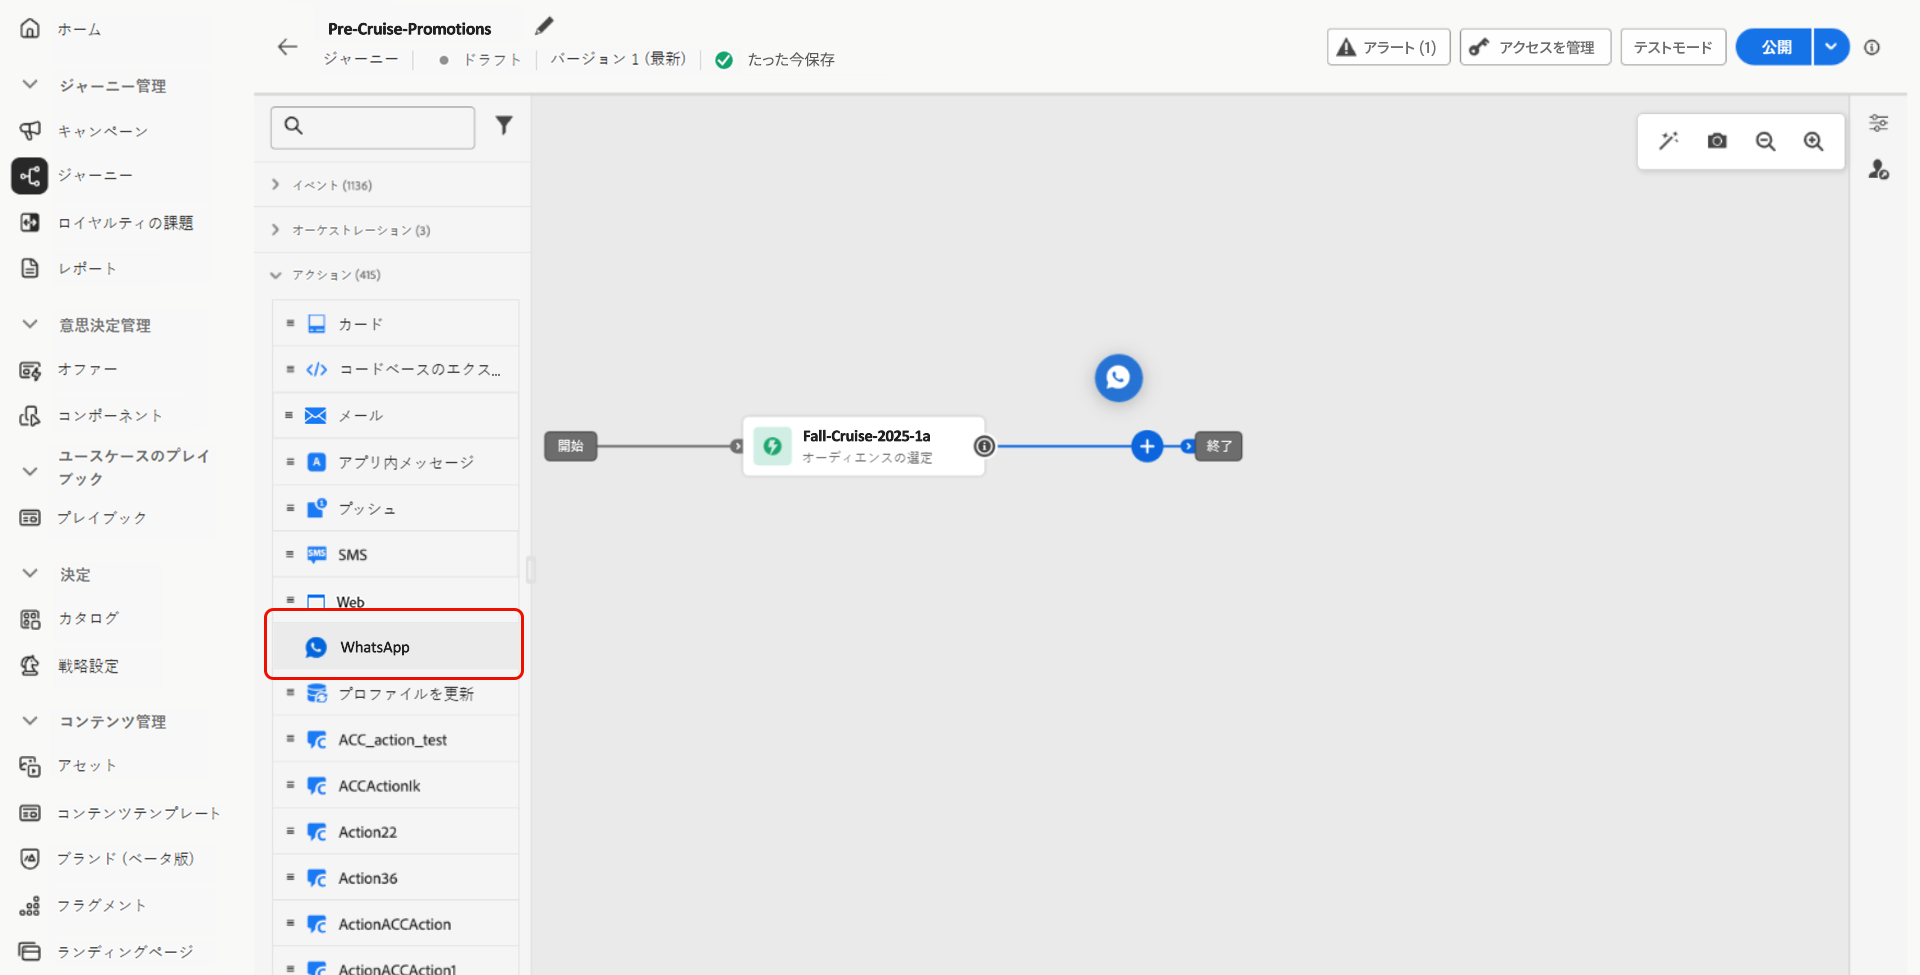 ホーム
ジャーニー管理
キャンペーン
ジャーニー
ロイヤルティの課題
レポート
意思決定管理
オファー
コンポーネント
ユースケースのプレイ
ブック
プレイブック
決定
カタログ
戦略設定
コンテンツ管理
アセット
コンテンツテンプレート
ブランド (ベータ版)
フラグメント
ランディングページ
Pre-Cruise-Promotions
ジャーニー
ドラフト
バージョン 1 (最新)
たった今保存
アラート (1)
アクセスを管理
テストモード
公開
イベント (1136)
オーケストレーション (3)
アクション (415)
カード
コードベースのエクス...
メール
アプリ内メッセージ
プッシュ
SMS
Web
WhatsApp
プロファイルを更新
ACC_action_test
ACCActionlk
Action22
Action36
ActionACCAction
ActionACCAction1
開始
Fall-Cruise-2025-1a
オーディエンスの選定
終了